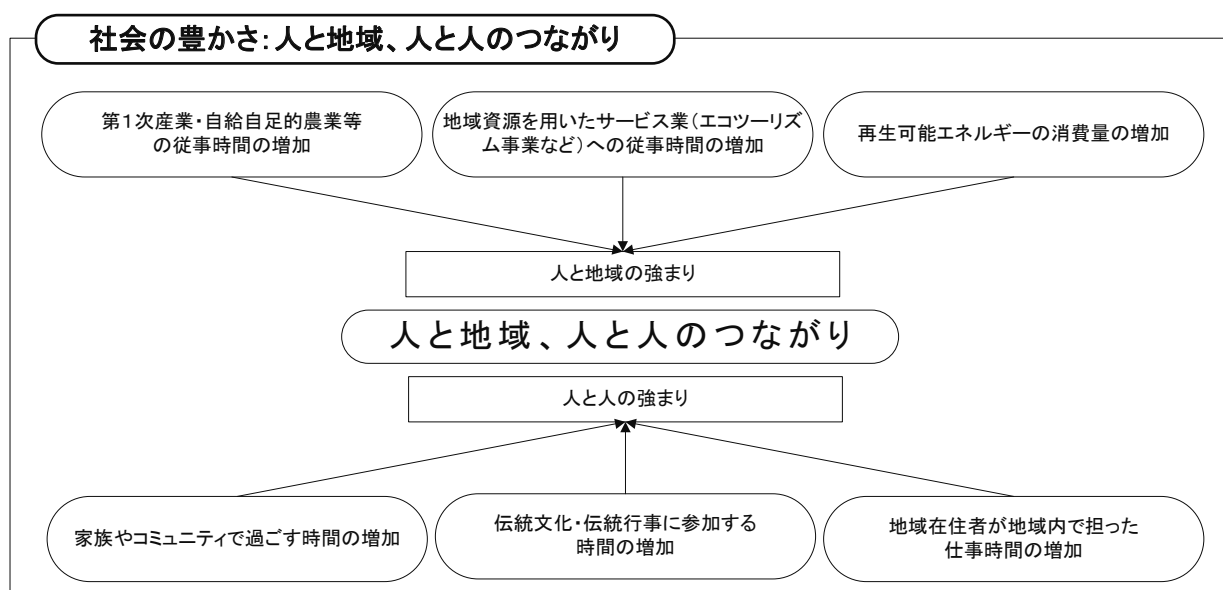 社会の豊かさ:人と地域、人と人のつながり
第１次産業・自給自足的農業等
の従事時間の増加
地域資源を用いたサービス業（エコツーリズ
ム事業など）への従事時間の増加
再生可能エネルギーの消費量の増加
人と地域の強まり
人と地域、人と人のつながり
人と人の強まり
家族やコミュニティで過ごす時間の増加
伝統文化・伝統行事に参加する
時間の増加
地域在住者が地域内で担った
仕事時間の増加